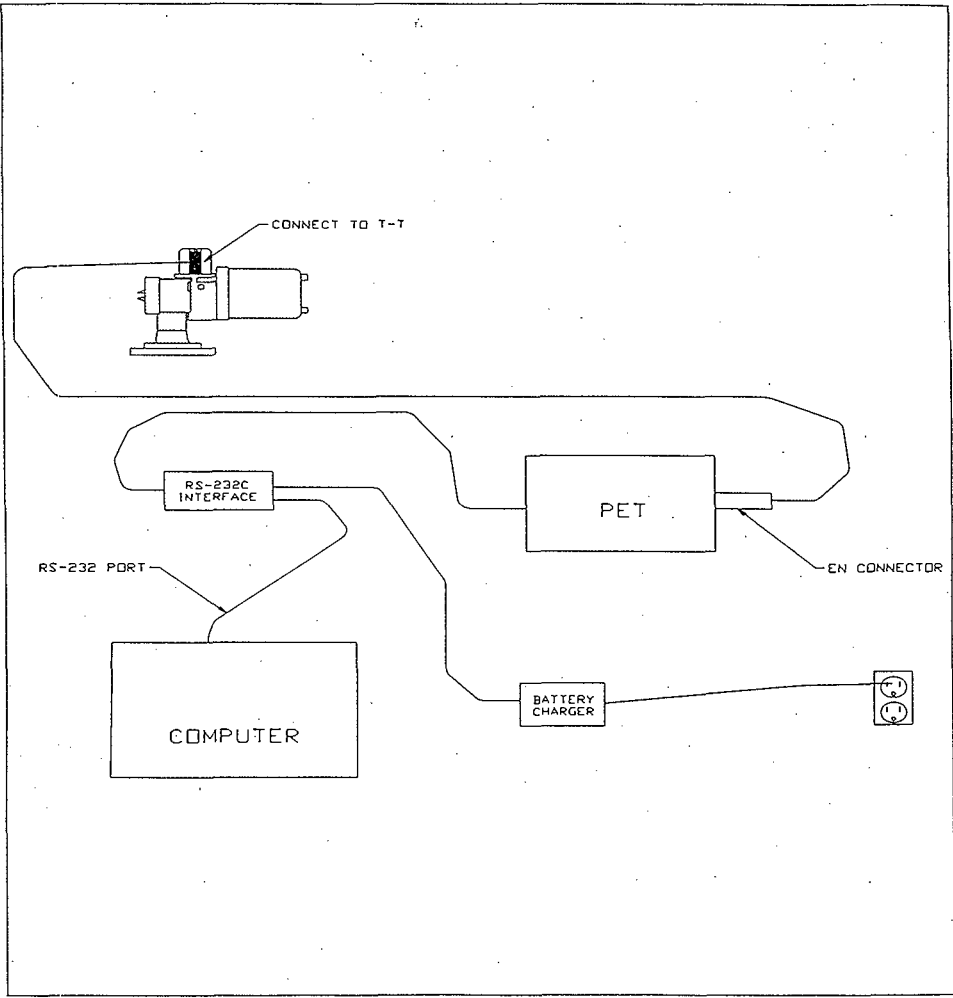 CONNECT TO T-T
RS-232C
INTERFACE
PET
RS-232 PORT
EN CONNECTOR
BATTERY
CHARGER
COMPUTER